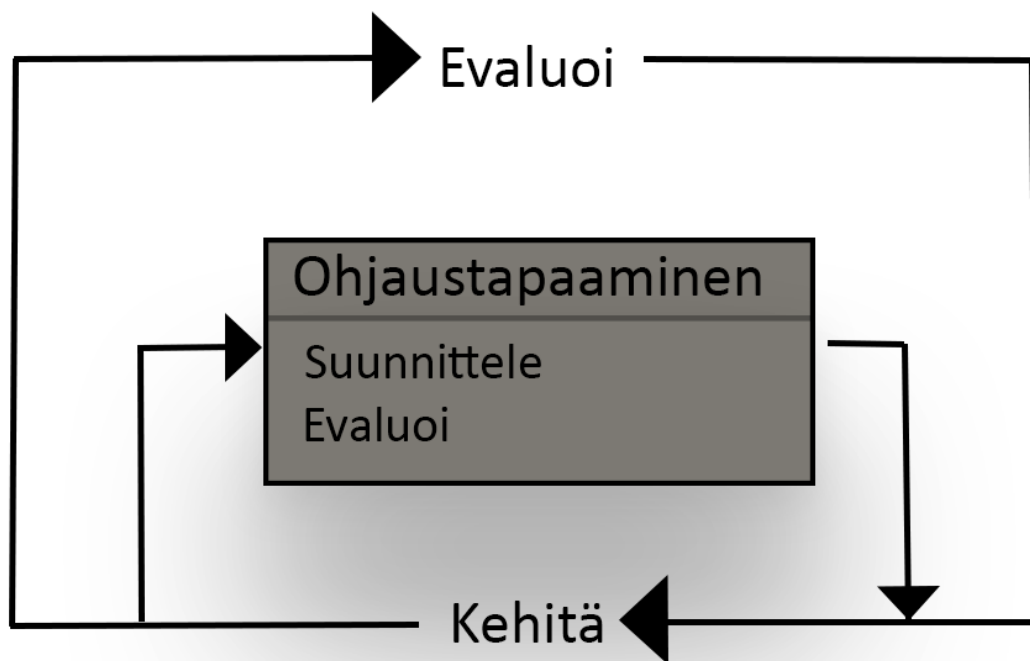 Evaluoi
Ohjaustapaaminen
Suunnittele
Evaluoi
Kehitä